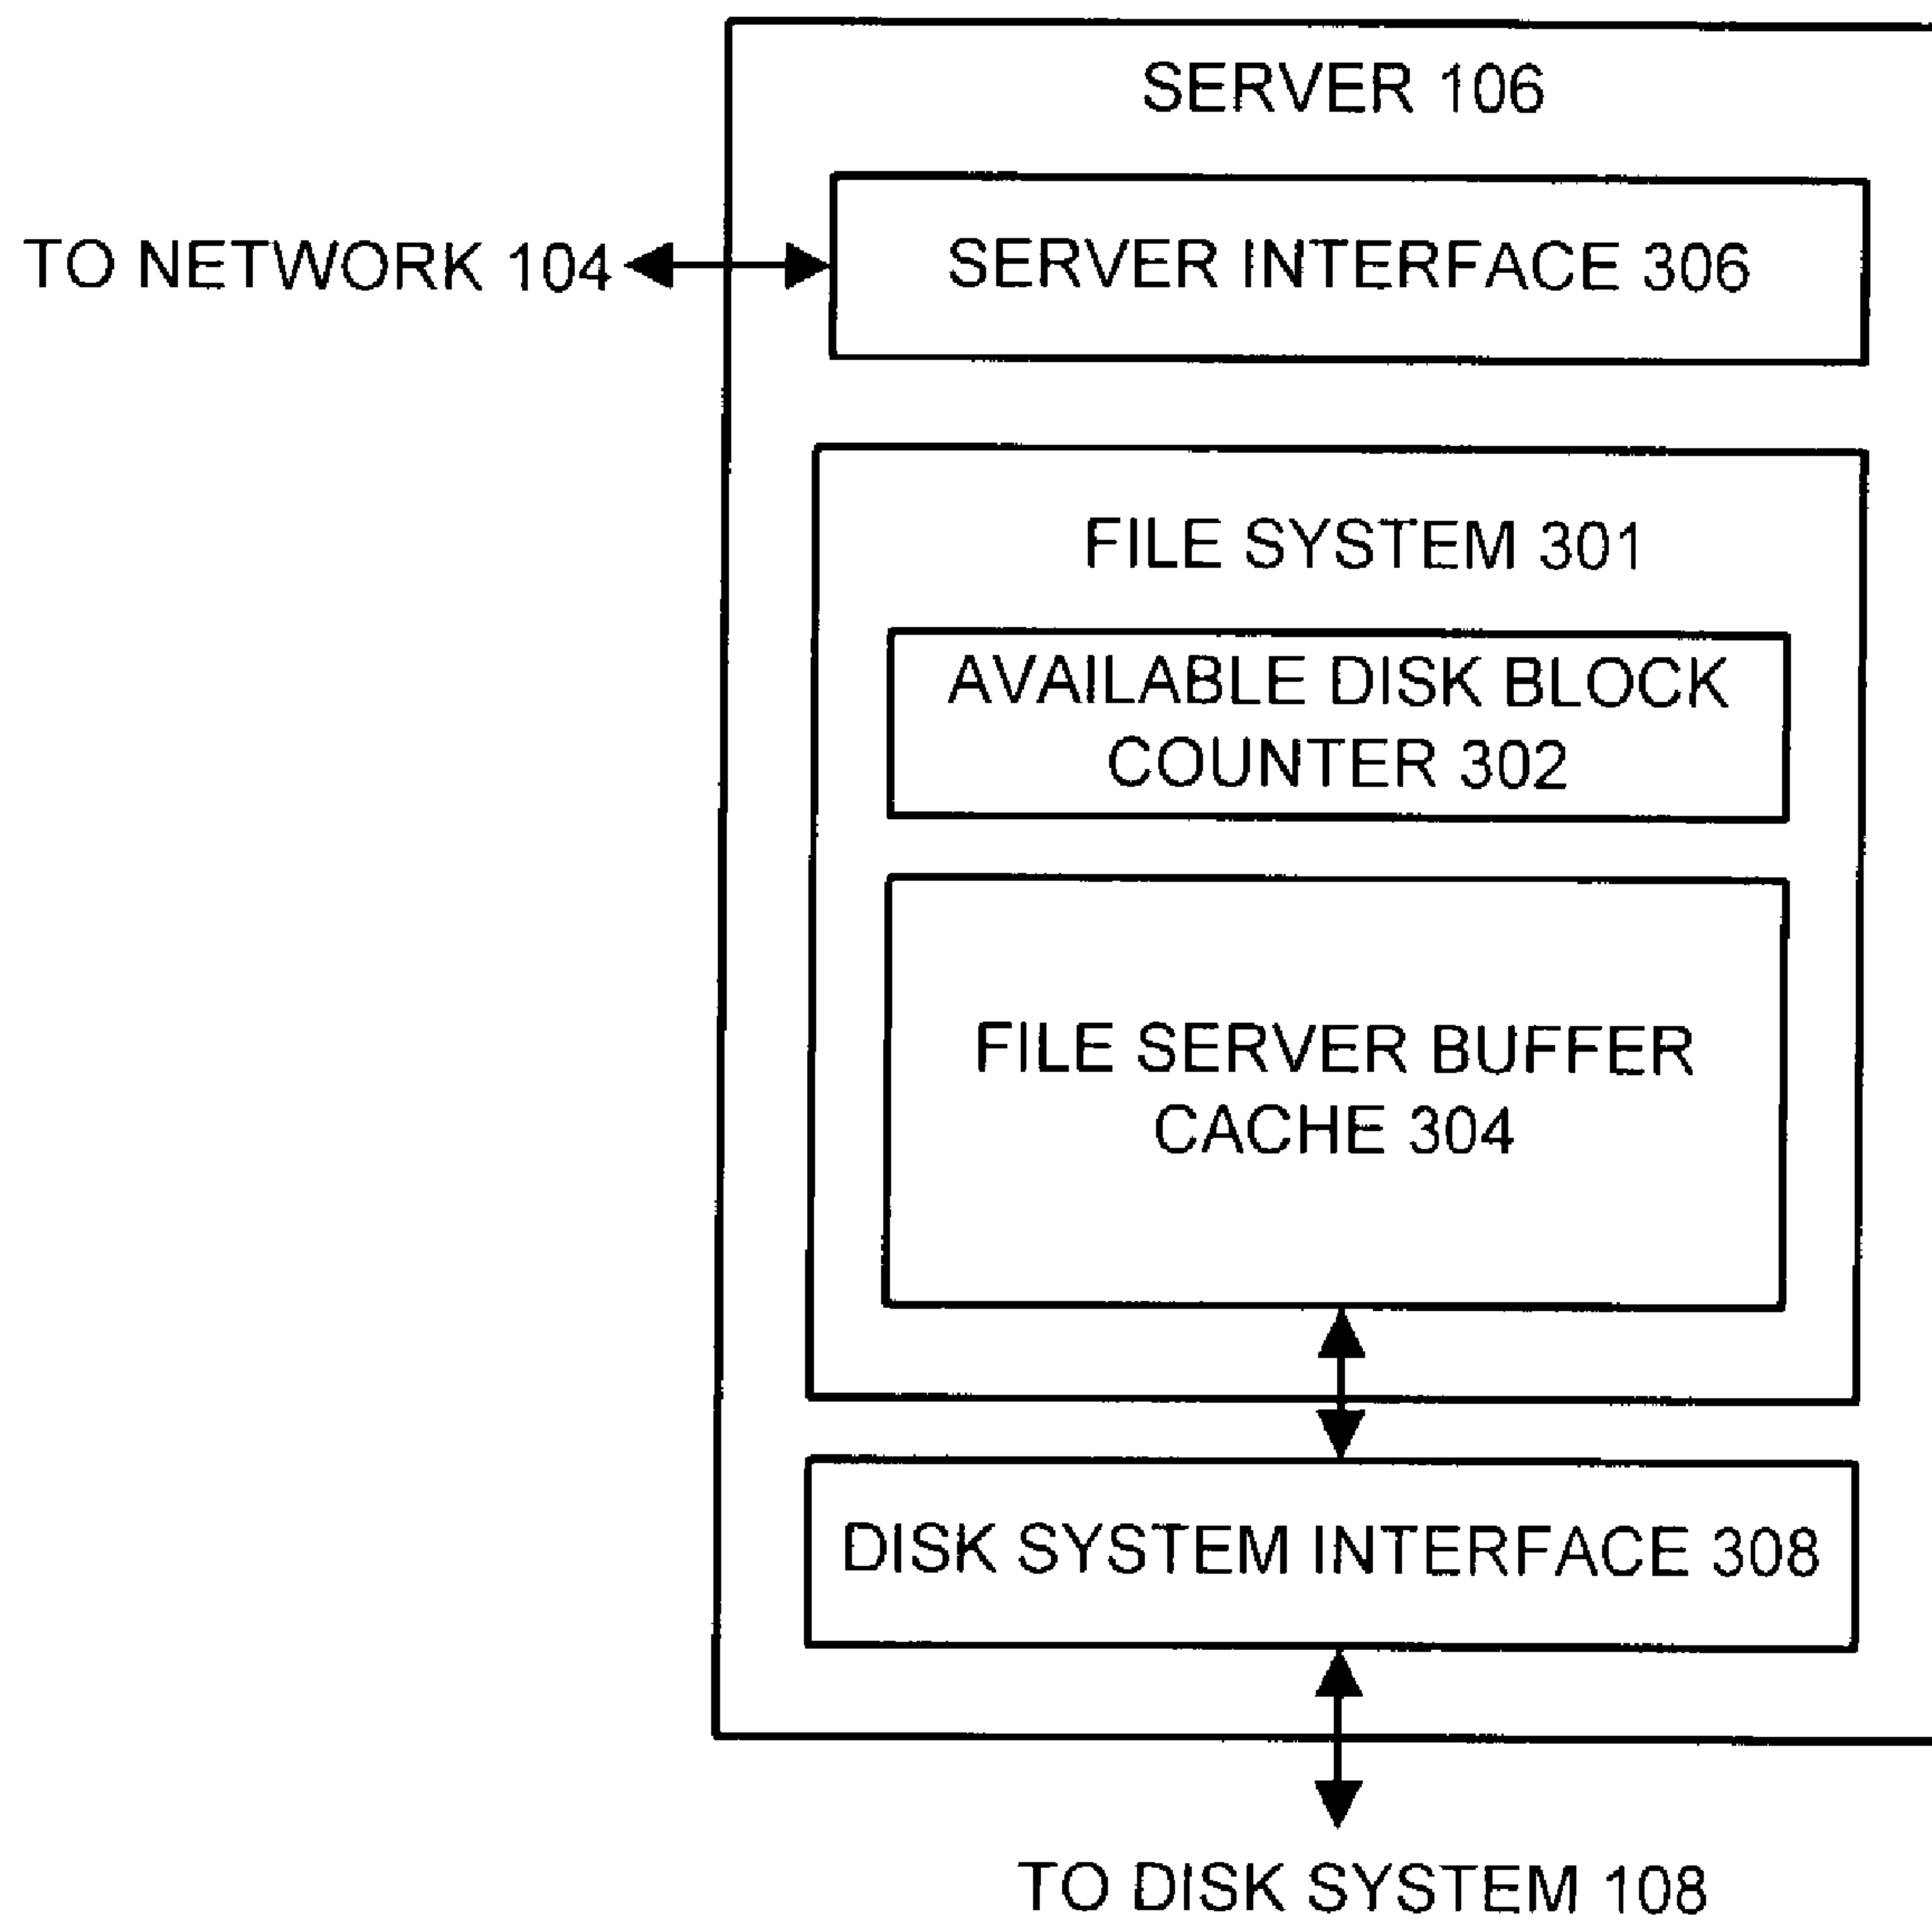 SERVER 106
TO NETWORK 104
SERVER INTERFACE 306
FILE SYSTEM 301
AVAILABLE DISK BLOCK
COUNTER 302
FILE SERVER BUFFER
CACHE 304
DISK SYSTEM INTERFACE 308
TO DISK SYSTEM 108